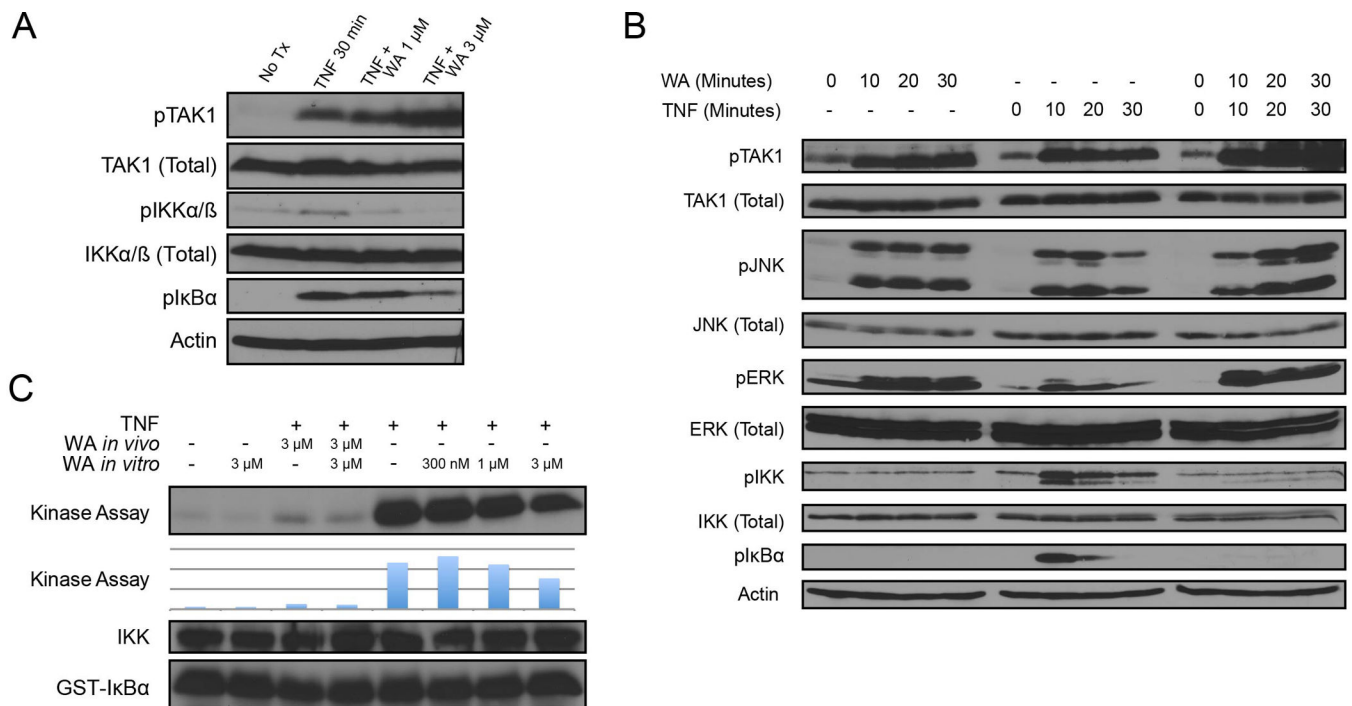 A
No Tx
TNF 30 min
TNF +
WA 1 µM
TNF +
WA 3 µM
pTAK1
TAK1 (Total)
pIKKα/ß
IKKα/ß (Total)
pIκBα
Actin
B
WA (Minutes) 0 10 20 30 - - - - 0 10 20 30
TNF (Minutes) - - - - 0 10 20 30 0 10 20 30
pTAK1
TAK1 (Total)
pJNK
JNK (Total)
pERK
ERK (Total)
pIKK
IKK (Total)
pIκBα
Actin
C
TNF + + + + + +
WA in vivo - - 3 µM 3 µM - - - -
WA in vitro - 3 µM - 3 µM - 300 nM 1 µM 3 µM
Kinase Assay
Kinase Assay
IKK
GST-IκBα